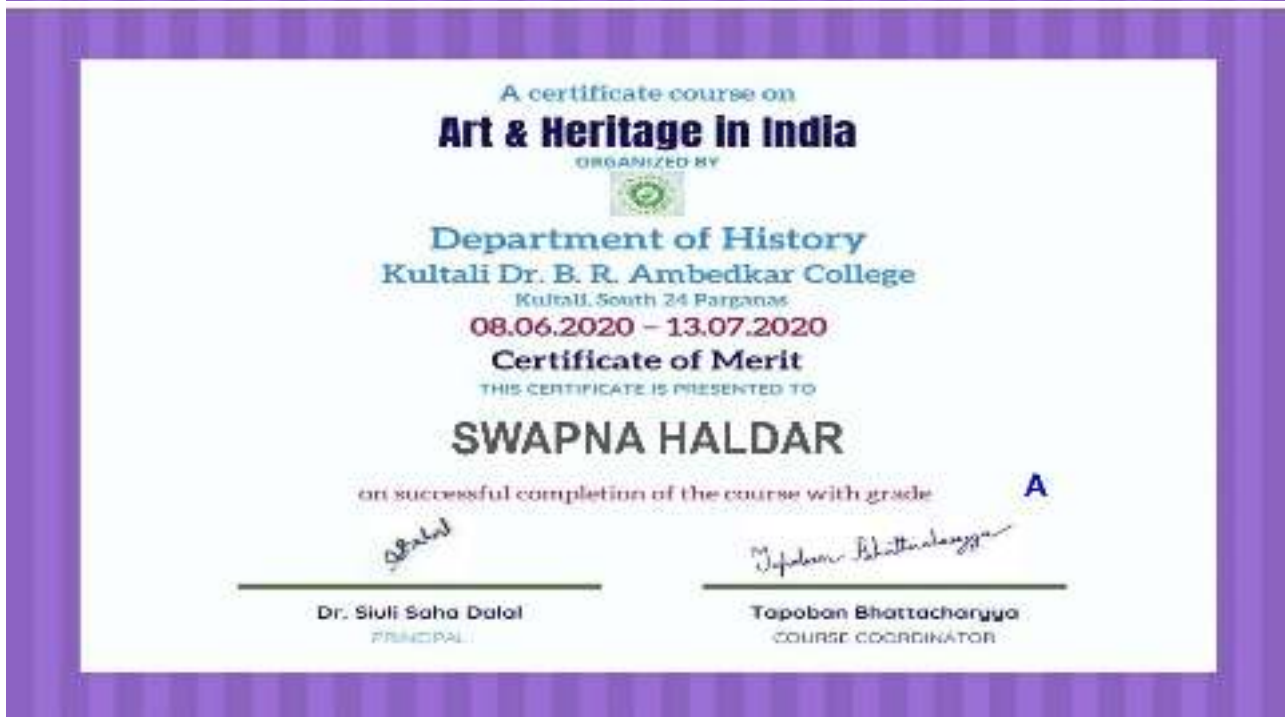 A certificate course on
Art & Heritage in India
ORGANIZED BY
Department of History
Kultali Dr. B. R. Ambedkar College
Kultali, South 24 Parganas
08.06.2020 – 13.07.2020
Certificate of Merit
THIS CERTIFICATE IS PRESENTED TO
SWAPNA HALDAR
on successful completion of the course with grade A
Tapoban Bhattacharyya
Dr. Siuli Saha Dalal Tapoban Bhattacharyya
PRINCIPAL COURSE COORDINATOR